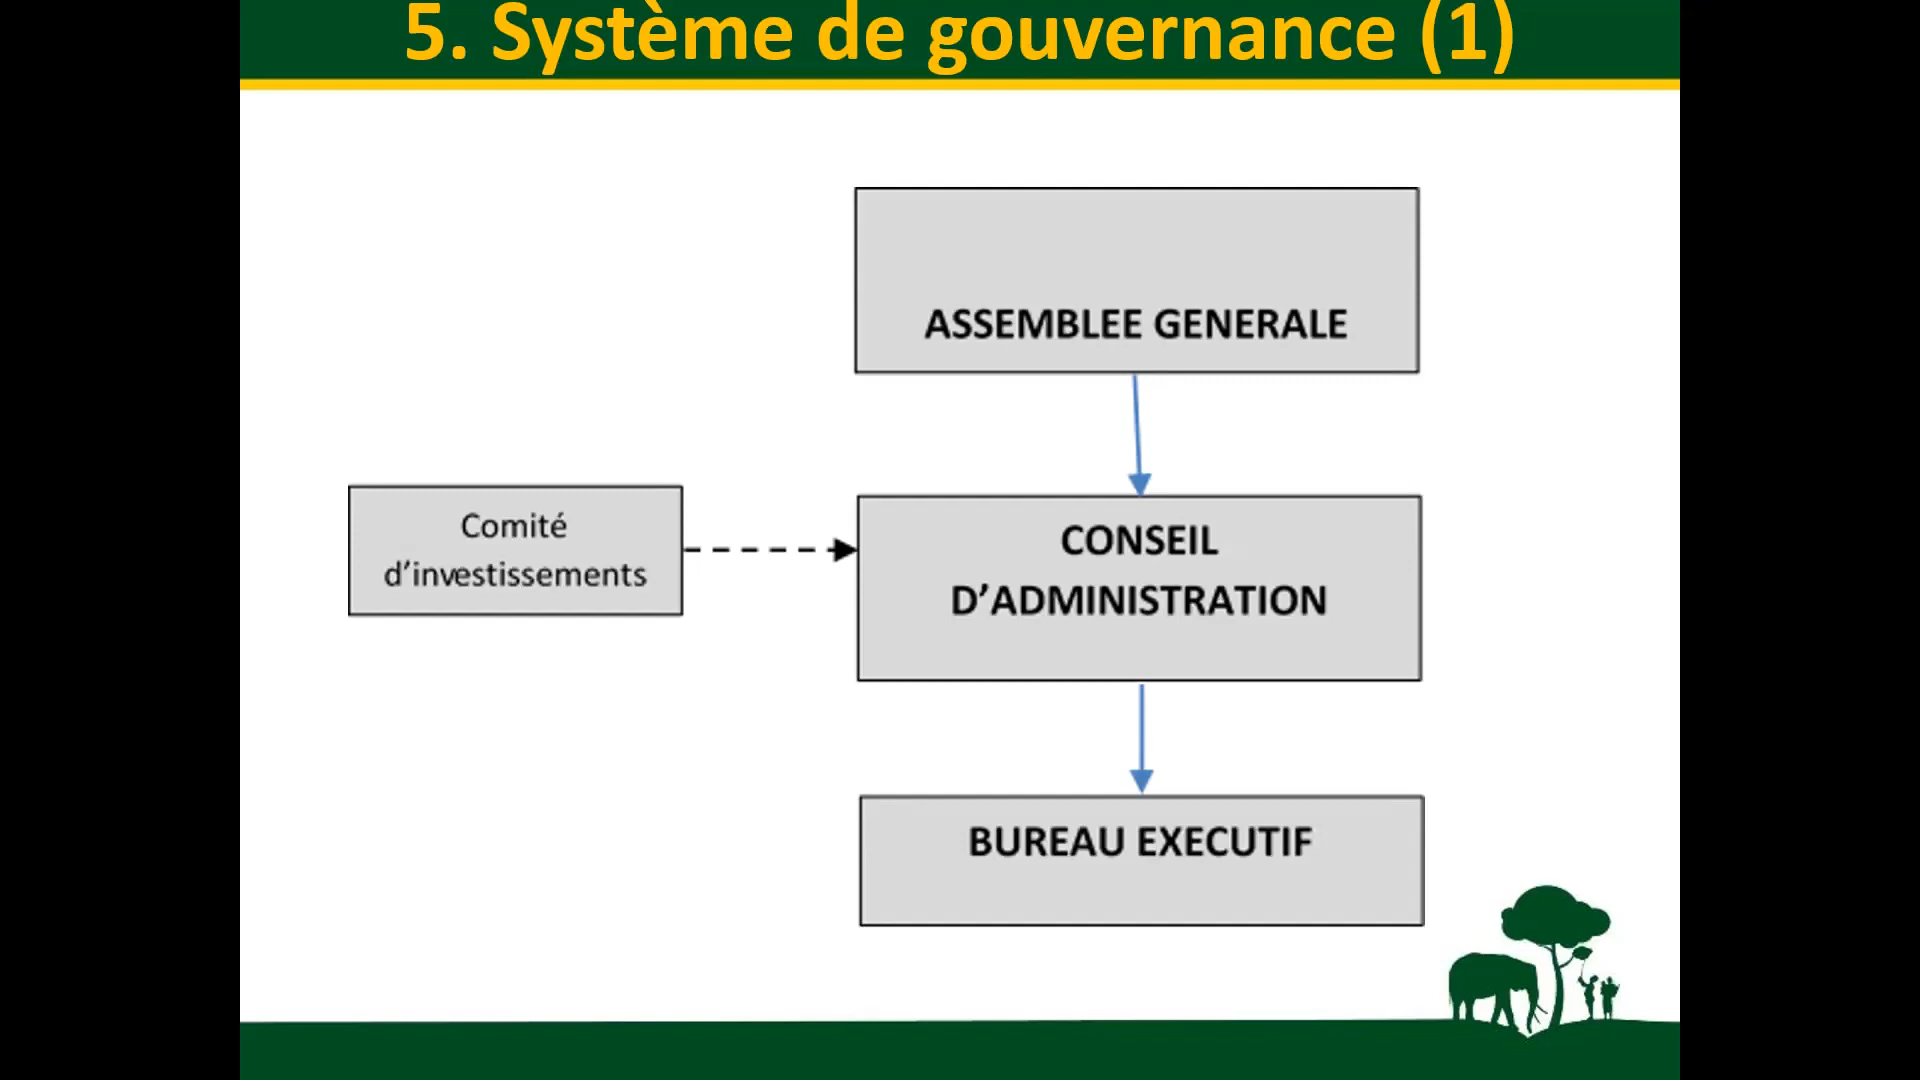 5. Système de gouvernance (1)
ASSEMBLEE GENERALE
Comité
d’investissements
CONSEIL
D’ADMINISTRATION
BUREAU EXECUTIF